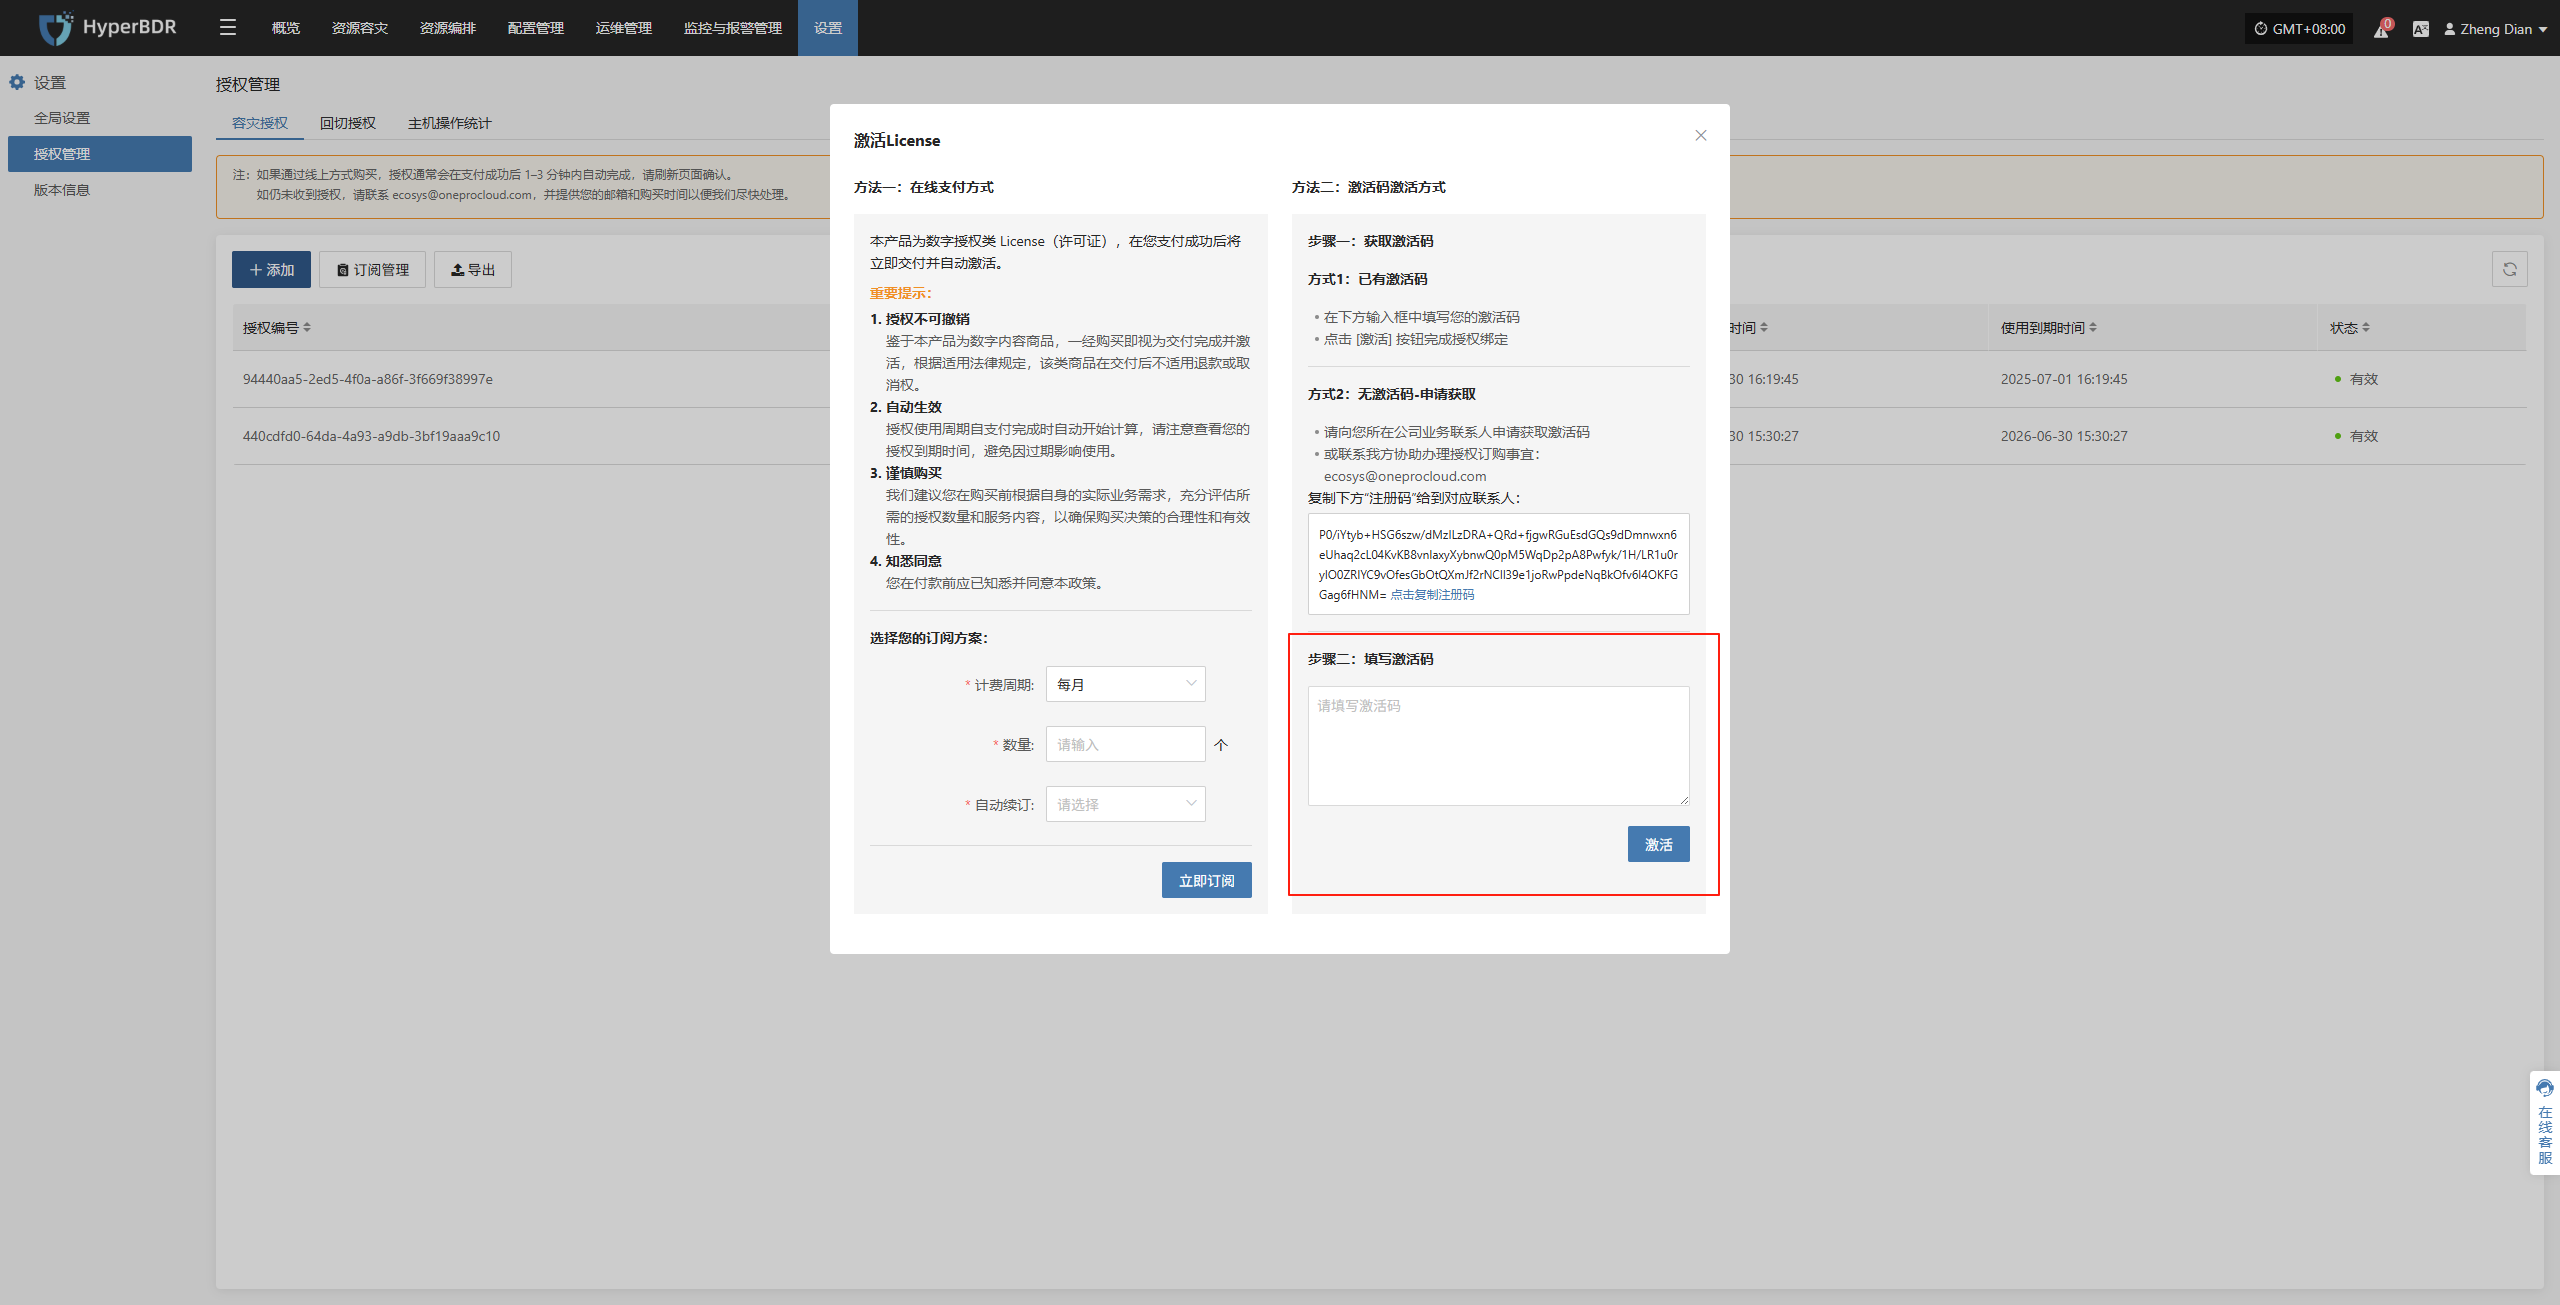 HyperBDR
概览
资源容灾
资源编排
配置管理
运维管理
监控与报警管理
设置
GMT+08:00
0
Zheng Dian
设置
全局设置
授权管理
版本信息
授权管理
容灾授权
回切授权
主机操作统计
注：如果通过线上方式购买，授权通常会在支付成功后 1–3 分钟内自动完成，请刷新页面确认。
如仍未收到授权，请联系 ecosys@oneprocloud.com，并提供您的邮箱和购买时间以便我们尽快处理。
添加
订阅管理
导出
授权编号
时间
使用到期时间
状态
94440aa5-2ed5-4f0a-a86f-3f669f38997e
30 16:19:45
2025-07-01 16:19:45
有效
440cdfd0-64da-4a93-a9db-3bf19aaa9c10
30 15:30:27
2026-06-30 15:30:27
有效
激活License
方法一：在线支付方式
本产品为数字授权类 License（许可证），在您支付成功后将
立即交付并自动激活。
重要提示：
1. 授权不可撤销
鉴于本产品为数字内容商品，一经购买即视为交付完成并激
活，根据适用法律规定，该类商品在交付后不适用退款或取
消权。
2. 自动生效
授权使用周期自支付完成时自动开始计算，请注意查看您的
授权到期时间，避免因过期影响使用。
3. 谨慎购买
我们建议您在购买前根据自身的实际业务需求，充分评估所
需的授权数量和服务内容，以确保购买决策的合理性和有效
性。
4. 知悉同意
您在付款前应已知悉并同意本政策。
选择您的订阅方案：
* 计费周期: 每月
* 数量: 请输入 个
* 自动续订: 请选择
立即订阅
方法二：激活码激活方式
步骤一：获取激活码
方式1：已有激活码
• 在下方输入框中填写您的激活码
• 点击 [激活] 按钮完成授权绑定
方式2：无激活码-申请获取
• 请向您所在公司业务联系人申请获取激活码
• 或联系我方协助办理授权订购事宜：
ecosys@oneprocloud.com
复制下方“注册码”给到对应联系人：
P0/iYtyb+HSG6szw/dMzILzDRA+QRd+fjgwRGuEsdGQs9dDmnwxn6
eUhaq2cL04KvKB8vnIaxyXybnwQ0pM5WqDp2pA8Pwfyk/1H/LR1u0r
yIO0ZRIYC9vOfesGbOtQXmJf2rNCII39e1joRwPpdeNqBkOfv6I4OKFG
Gag6fHNM= 点击复制注册码
步骤二：填写激活码
请填写激活码
激活
在线客服